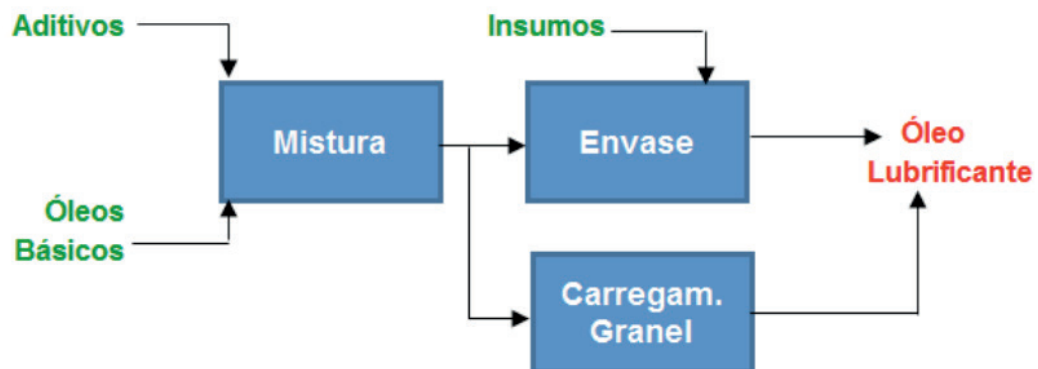 Aditivos
Insumos
Mistura
Envase
Óleo
Lubrificante
Óleos
Básicos
Carregam.
Granel